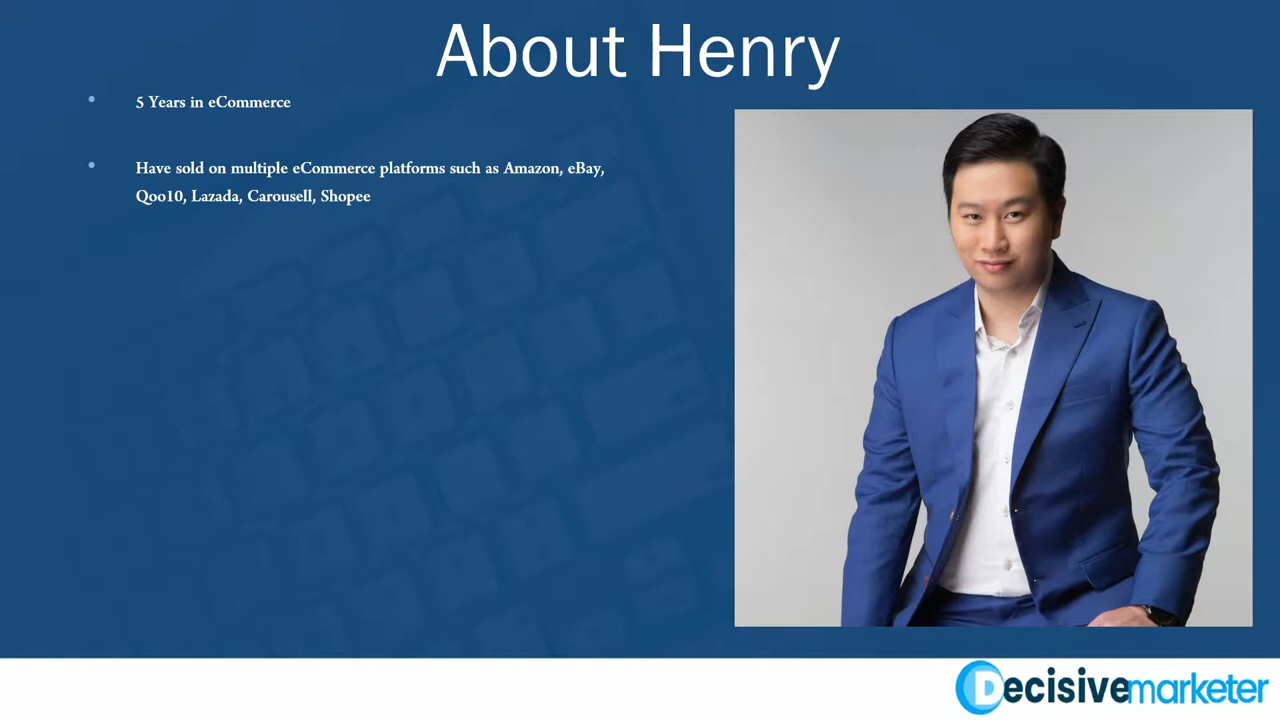 About Henry
5 Years in eCommerce
Have sold on multiple eCommerce platforms such as Amazon, eBay,
Qoo10, Lazada, Carousell, Shopee
Decisivemarketer